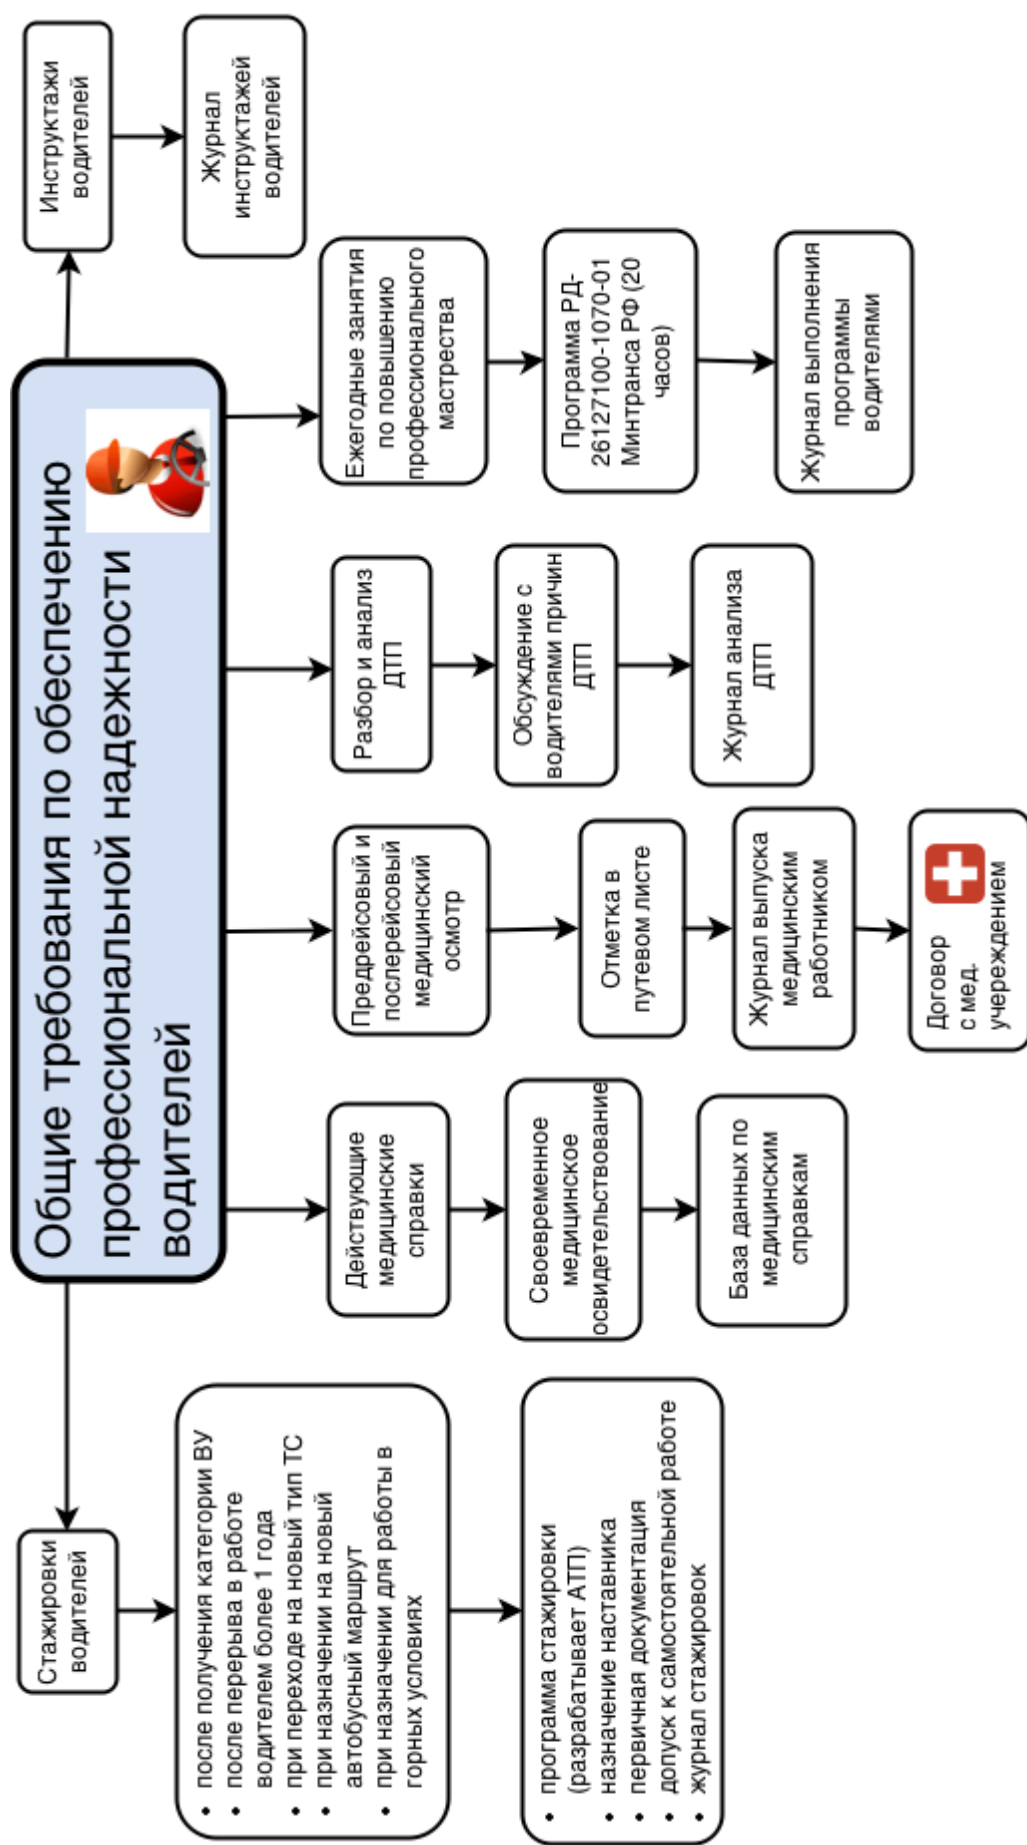 Общие требования по обеспечению
профессиональной надежности
водителей
Стажировки
водителей
после получения категории ВУ
после перерыва в работе
водителем более 1 года
при переходе на новый тип ТС
при назначении на новый
автобусный маршрут
при назначении для работы в
горных условиях
программа стажировки
(разрабатывает АТП)
назначение наставника
первичная документация
допуск к самостоятельной работе
журнал стажировок
Действующие
медицинские
справки
Своевременное
медицинское
освидетельствование
База данных по
медицинским
справкам
Предрейсовый и
послерейсовый
медицинский
осмотр
Отметка в
путевом листе
Журнал выпуска
медицинским
работником
Договор
с мед.
учереждением
Разбор и анализ
ДТП
Обсуждение с
водителями причин
ДТП
Журнал анализа
ДТП
Ежегодные занятия
по повышению
профессионального
мастрества
Программа РД-
26127100-1070-01
Минтранса РФ (20
часов)
Журнал выполнения
программы
водителями
Инструктажи
водителей
Журнал
инструктажей
водителей